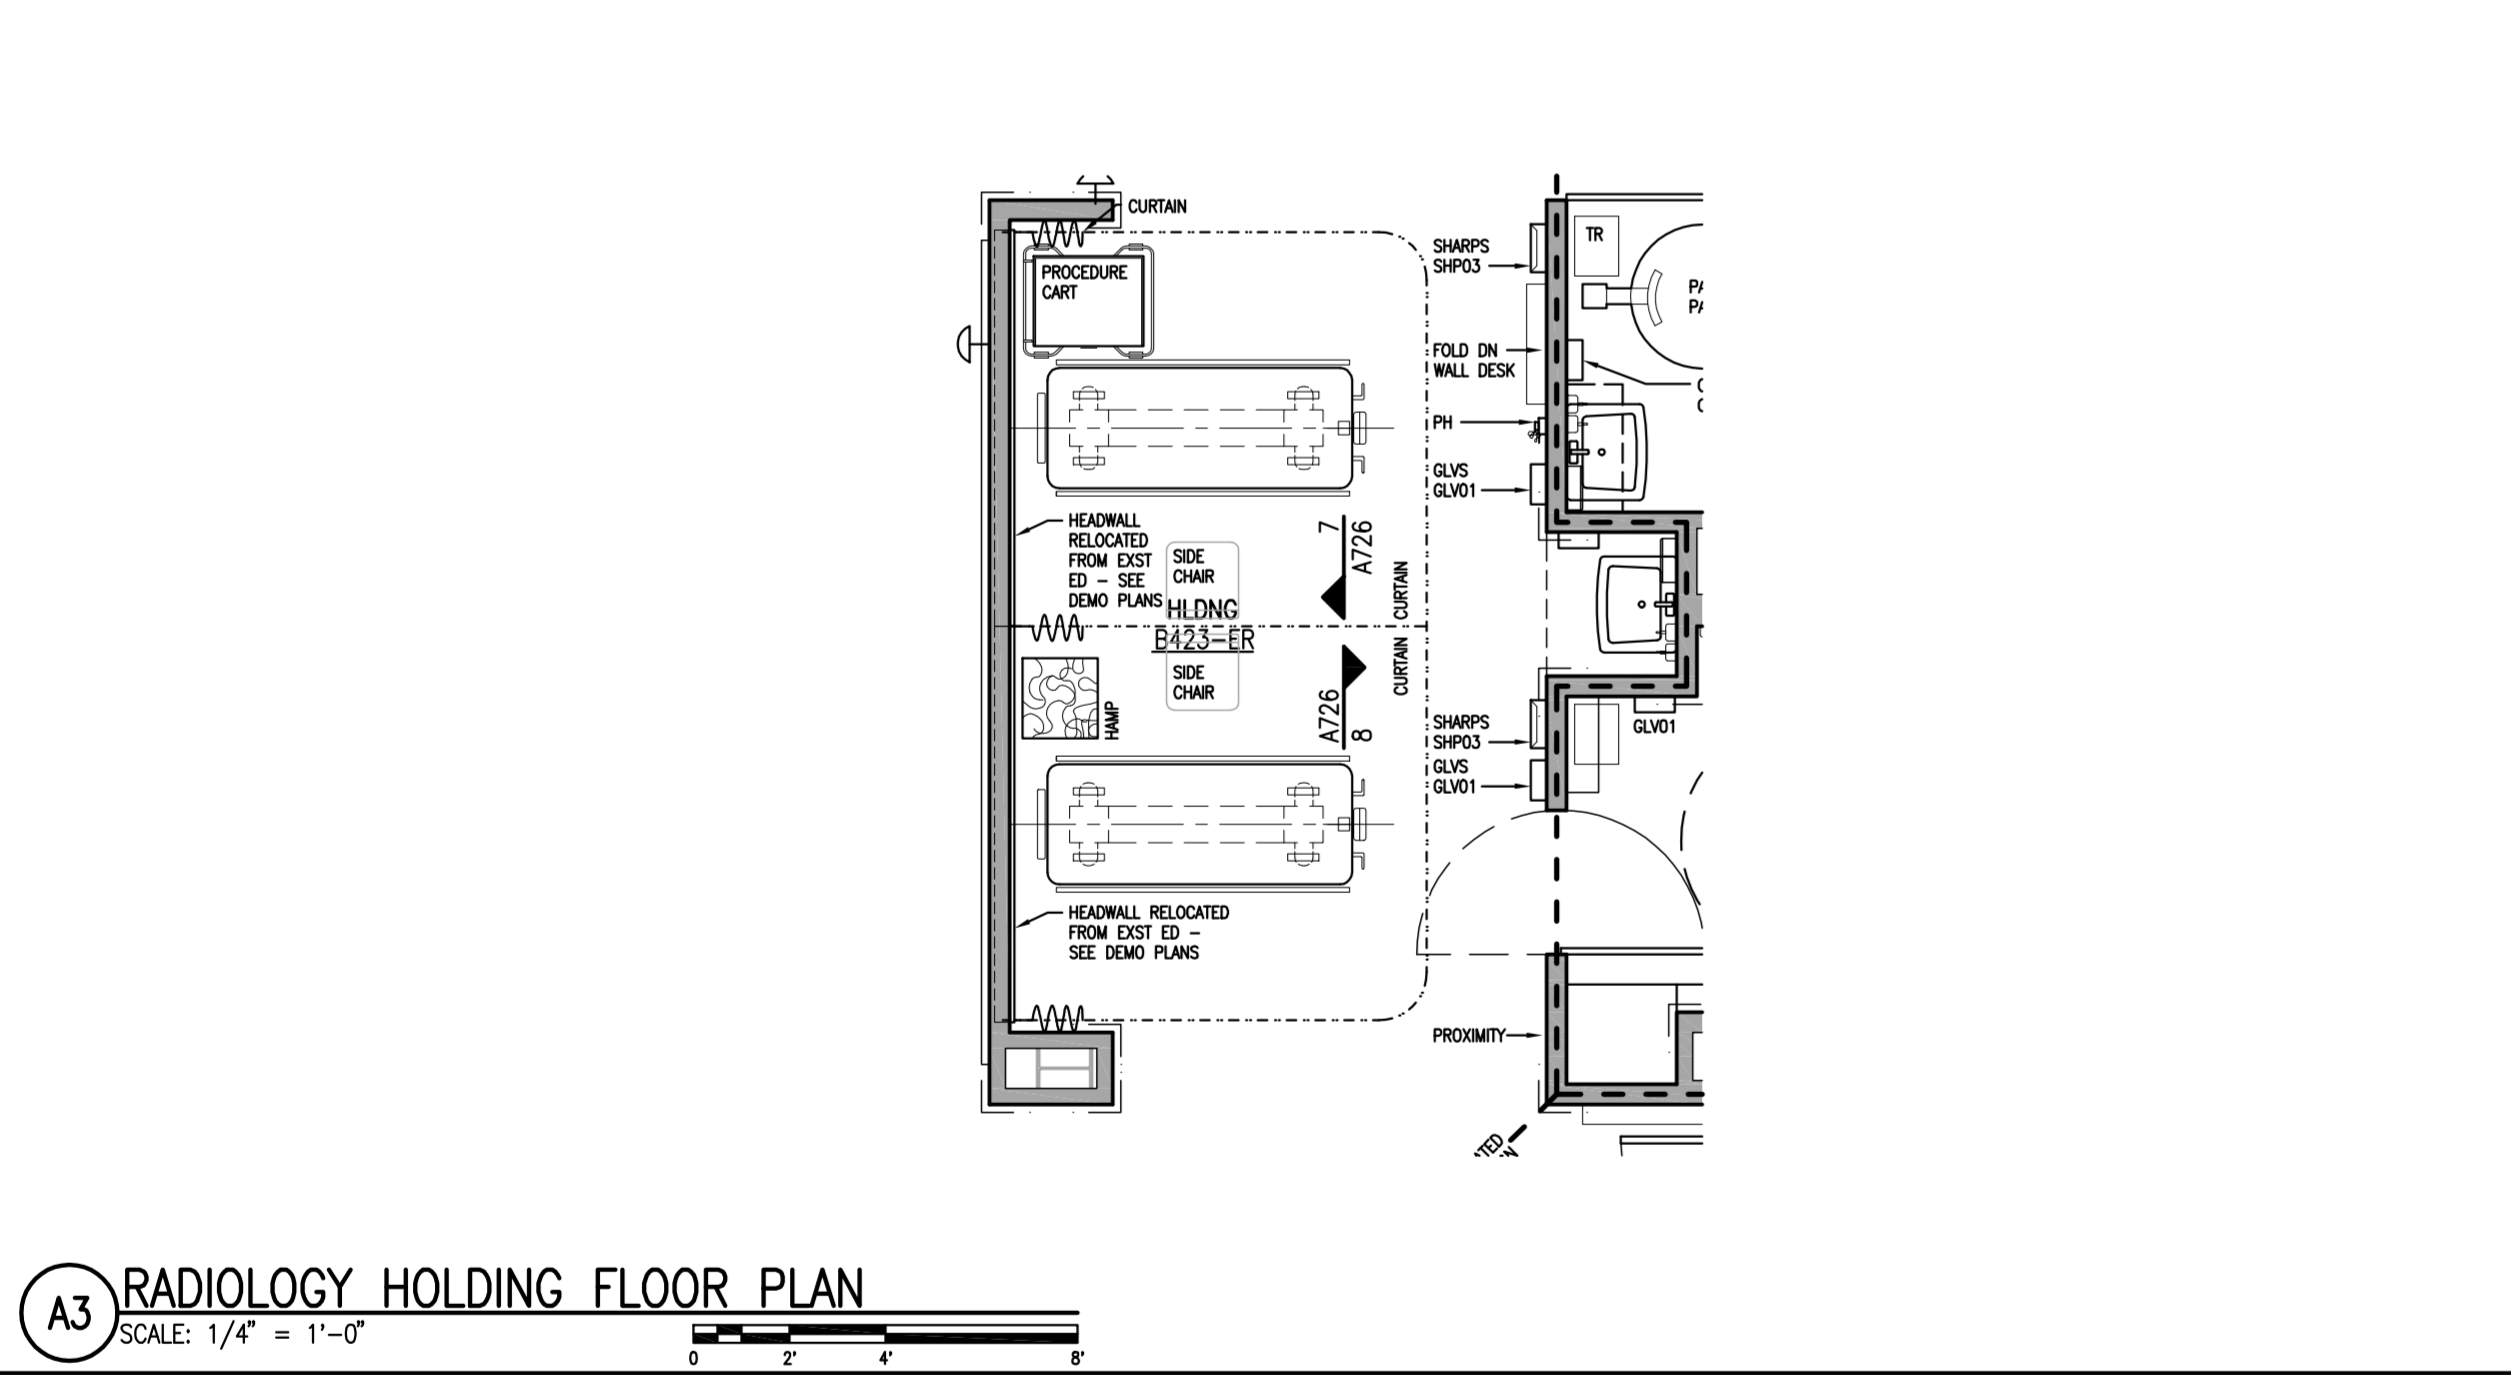 CURTAIN
PROCEDURE
CART
SHARPS
SHP03
TR
FOLD DN
WALL DESK
PH
GLVS
GLV01
HEADWALL
RELOCATED
FROM EXST
ED - SEE
DEMO PLANS
SIDE
CHAIR
HLDNG
B423-ER
SIDE
CHAIR
7
A726
CURTAIN
CURTAIN
A726
8
HAMP
SHARPS
SHP03
GLVS
GLV01
GLV01
HEADWALL RELOCATED
FROM EXST ED -
SEE DEMO PLANS
PROXIMITY
A3
RADIOLOGY HOLDING FLOOR PLAN
SCALE: 1/4" = 1'-0"
0 2' 4' 8'